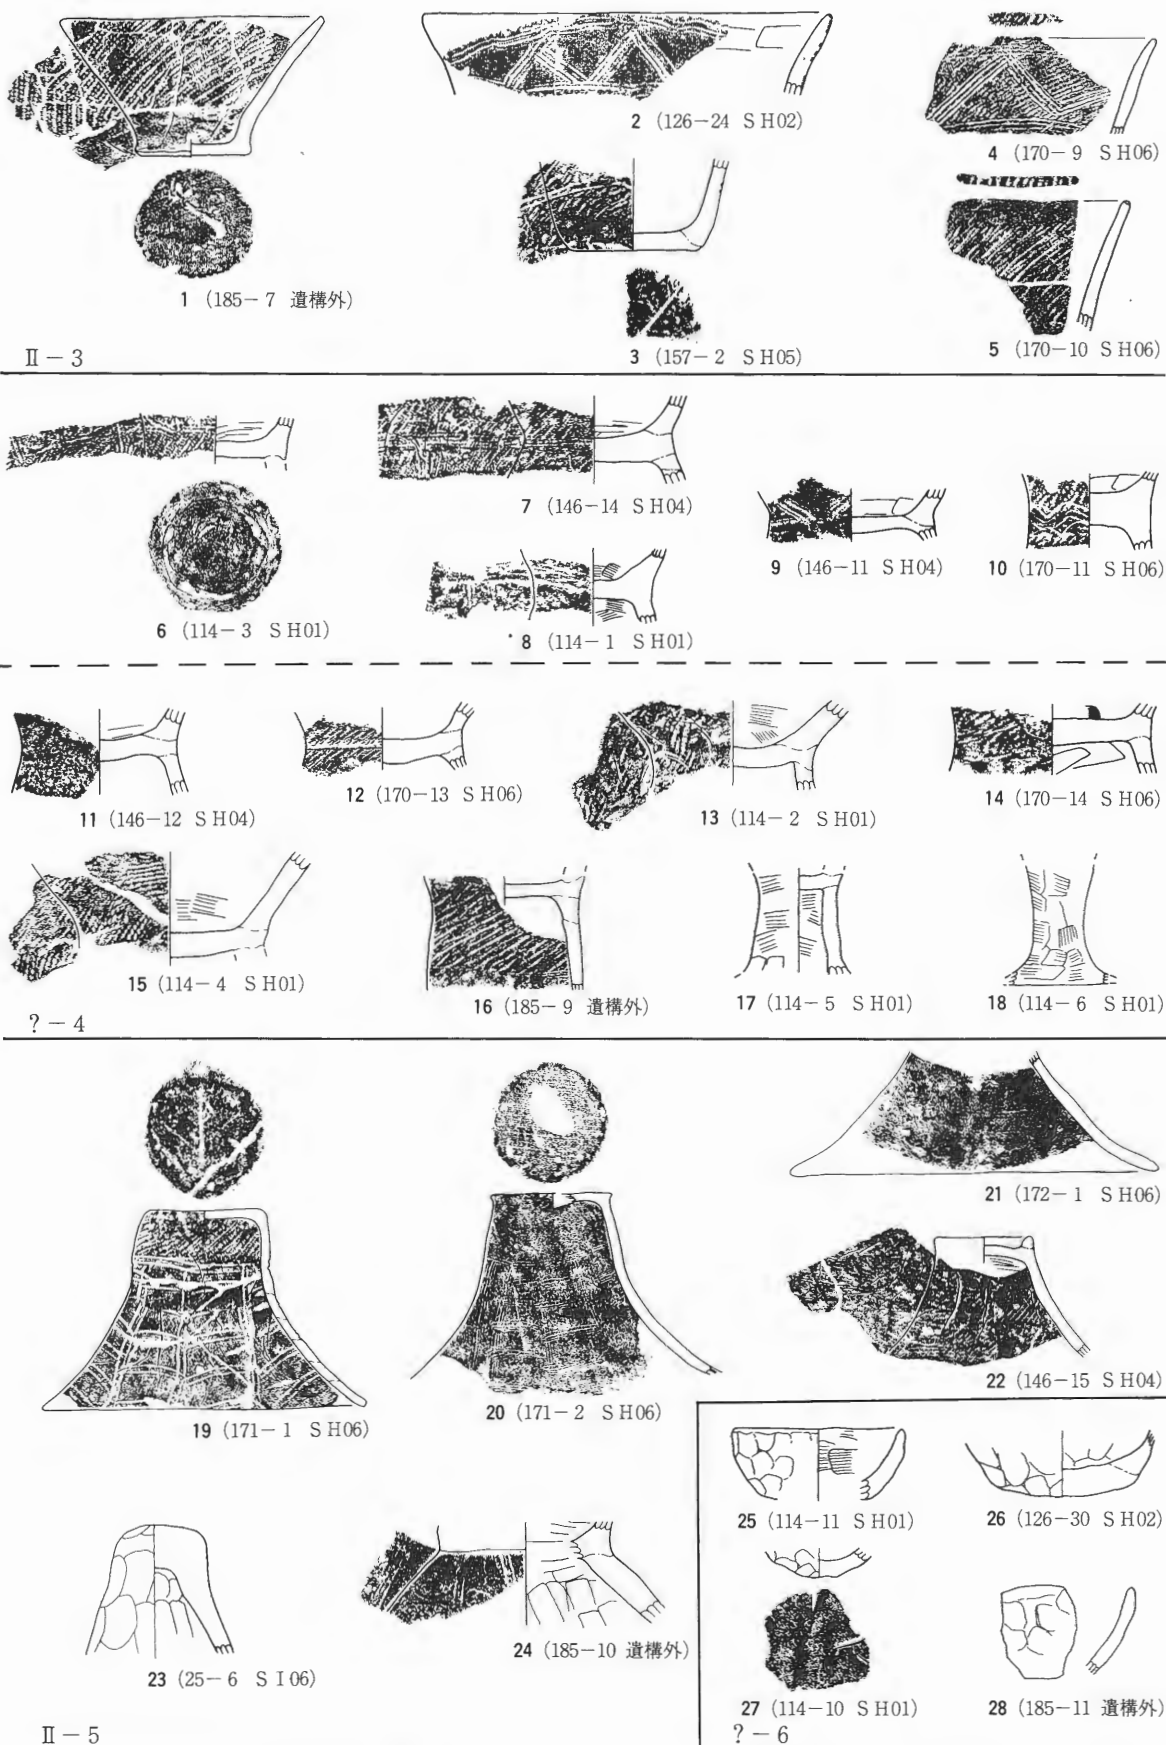 1 (185-7 遺構外)
2 (126-24 SH02)
3 (157-2 SH05)
4 (170-9 SH06)
5 (170-10 SH06)
Ⅱ-3
6 (114-3 SH01)
7 (146-14 SH04)
8 (114-1 SH01)
9 (146-11 SH04)
10 (170-11 SH06)
11 (146-12 SH04)
12 (170-13 SH06)
13 (114-2 SH01)
14 (170-14 SH06)
15 (114-4 SH01)
16 (185-9 遺構外)
17 (114-5 SH01)
18 (114-6 SH01)
?-4
19 (171-1 SH06)
20 (171-2 SH06)
21 (172-1 SH06)
22 (146-15 SH04)
23 (25-6 SI06)
24 (185-10 遺構外)
Ⅱ-5
25 (114-11 SH01)
26 (126-30 SH02)
27 (114-10 SH01)
28 (185-11 遺構外)
?-6